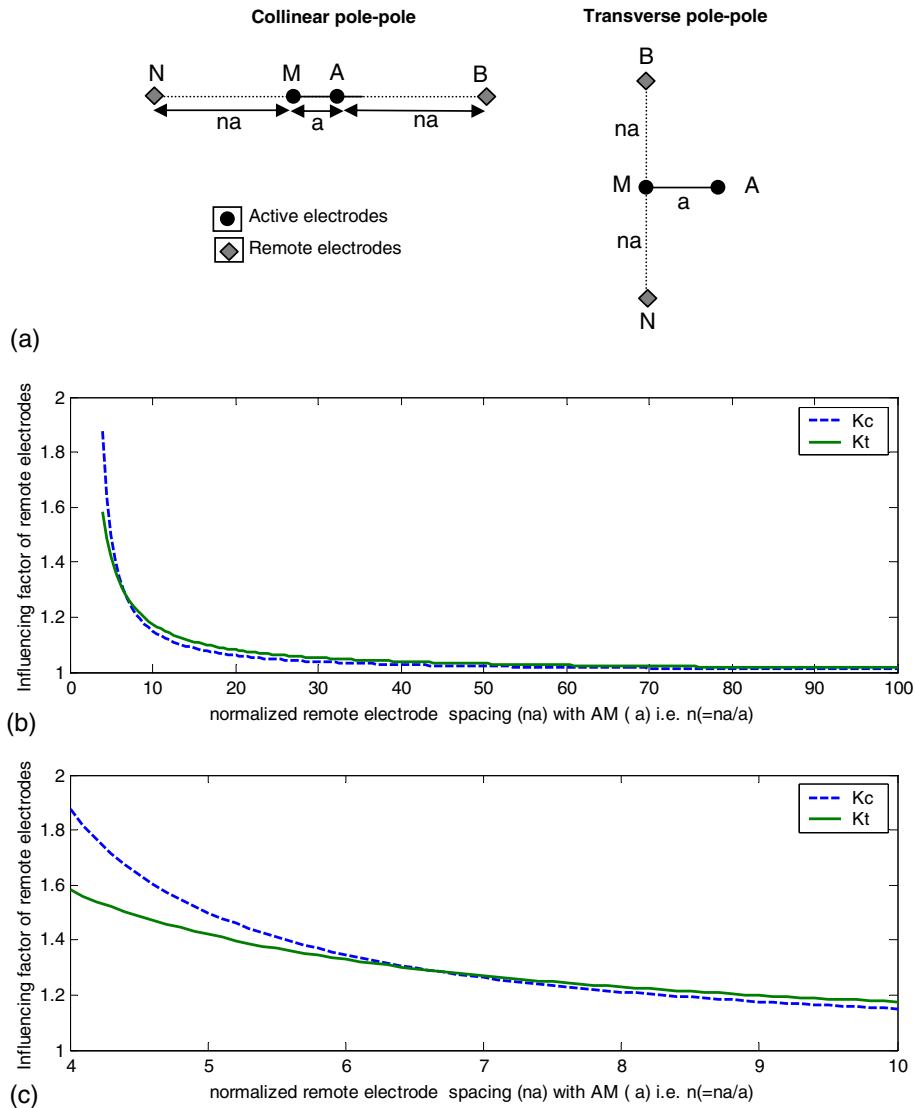 Collinear pole-pole
Transverse pole-pole
N
M
A
B
na
a
na
B
na
M
A
a
na
N
Active electrodes
Remote electrodes
(a)
Influencing factor of remote electrodes
2
1.8
1.6
1.4
1.2
1
0
10
20
30
40
50
60
70
80
90
100
Kc
Kt
normalized remote electrode spacing (na) with AM ( a) i.e. n(=na/a)
(b)
Influencing factor of remote electrodes
2
1.8
1.6
1.4
1.2
1
4
5
6
7
8
9
10
Kc
Kt
normalized remote electrode spacing (na) with AM ( a) i.e. n(=na/a)
(c)